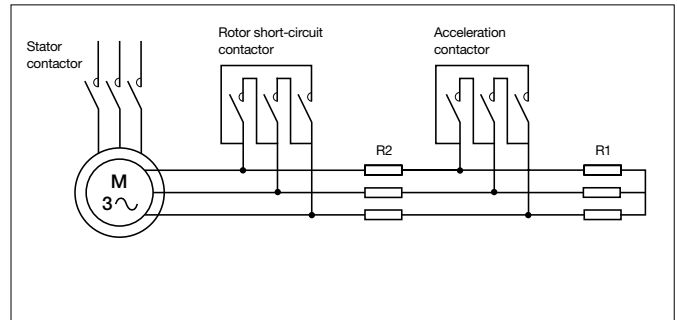 Stator
contactor
Rotor short-circuit
contactor
Acceleration
contactor
R2
R1
M
3